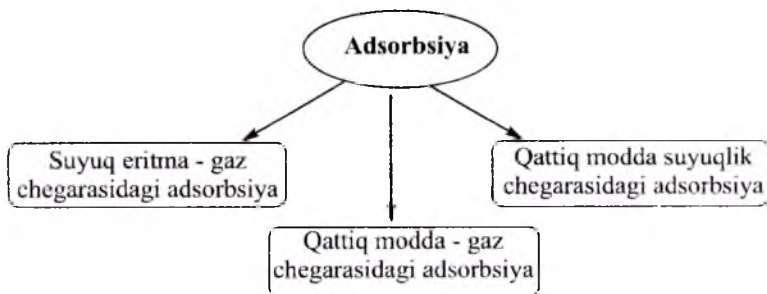 Adsorbsiya
Suyuq eritma - gaz
chegarasidagi adsorbsiya
Qattiq modda suyuqlik
chegarasidagi adsorbsiya
Qattiq modda - gaz
chegarasidagi adsorbsiya